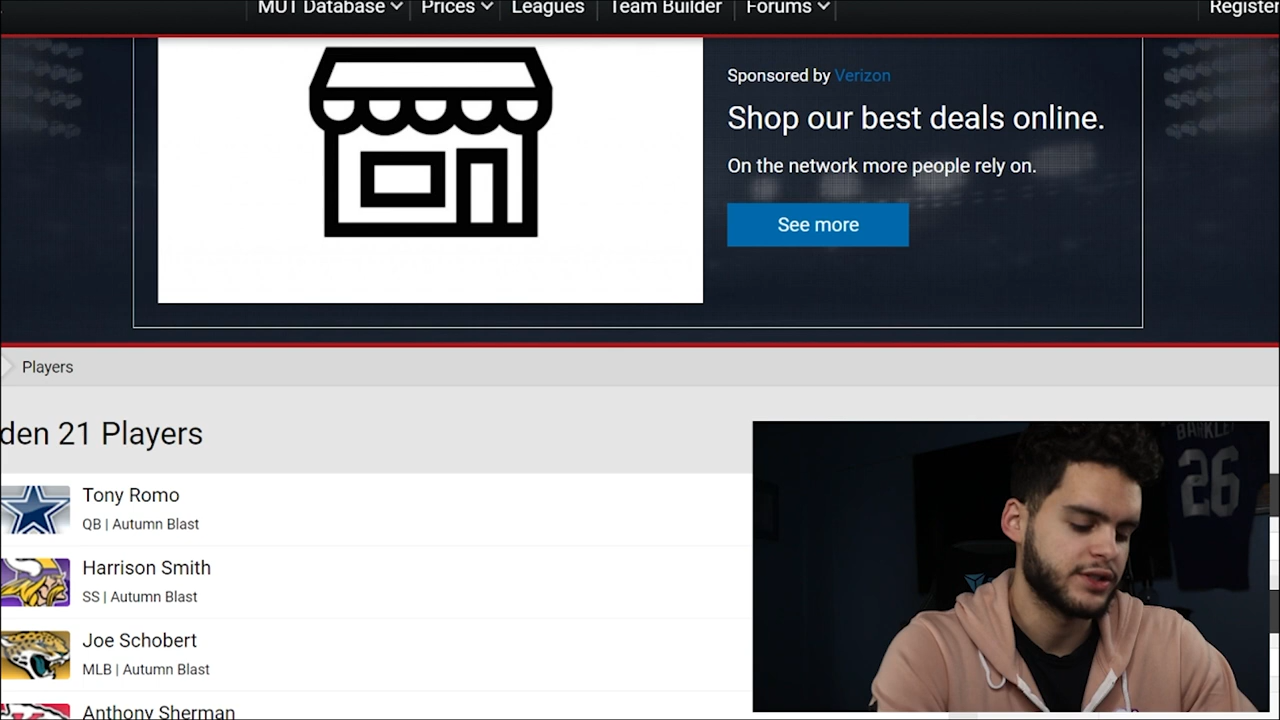 MUT Database Prices Leagues Team Builder Forums Register
Sponsored by Verizon
Shop our best deals online.
On the network more people rely on.
See more
Players
den 21 Players
Tony Romo
QB | Autumn Blast
Harrison Smith
SS | Autumn Blast
Joe Schobert
MLB | Autumn Blast
Anthony Sherman
26